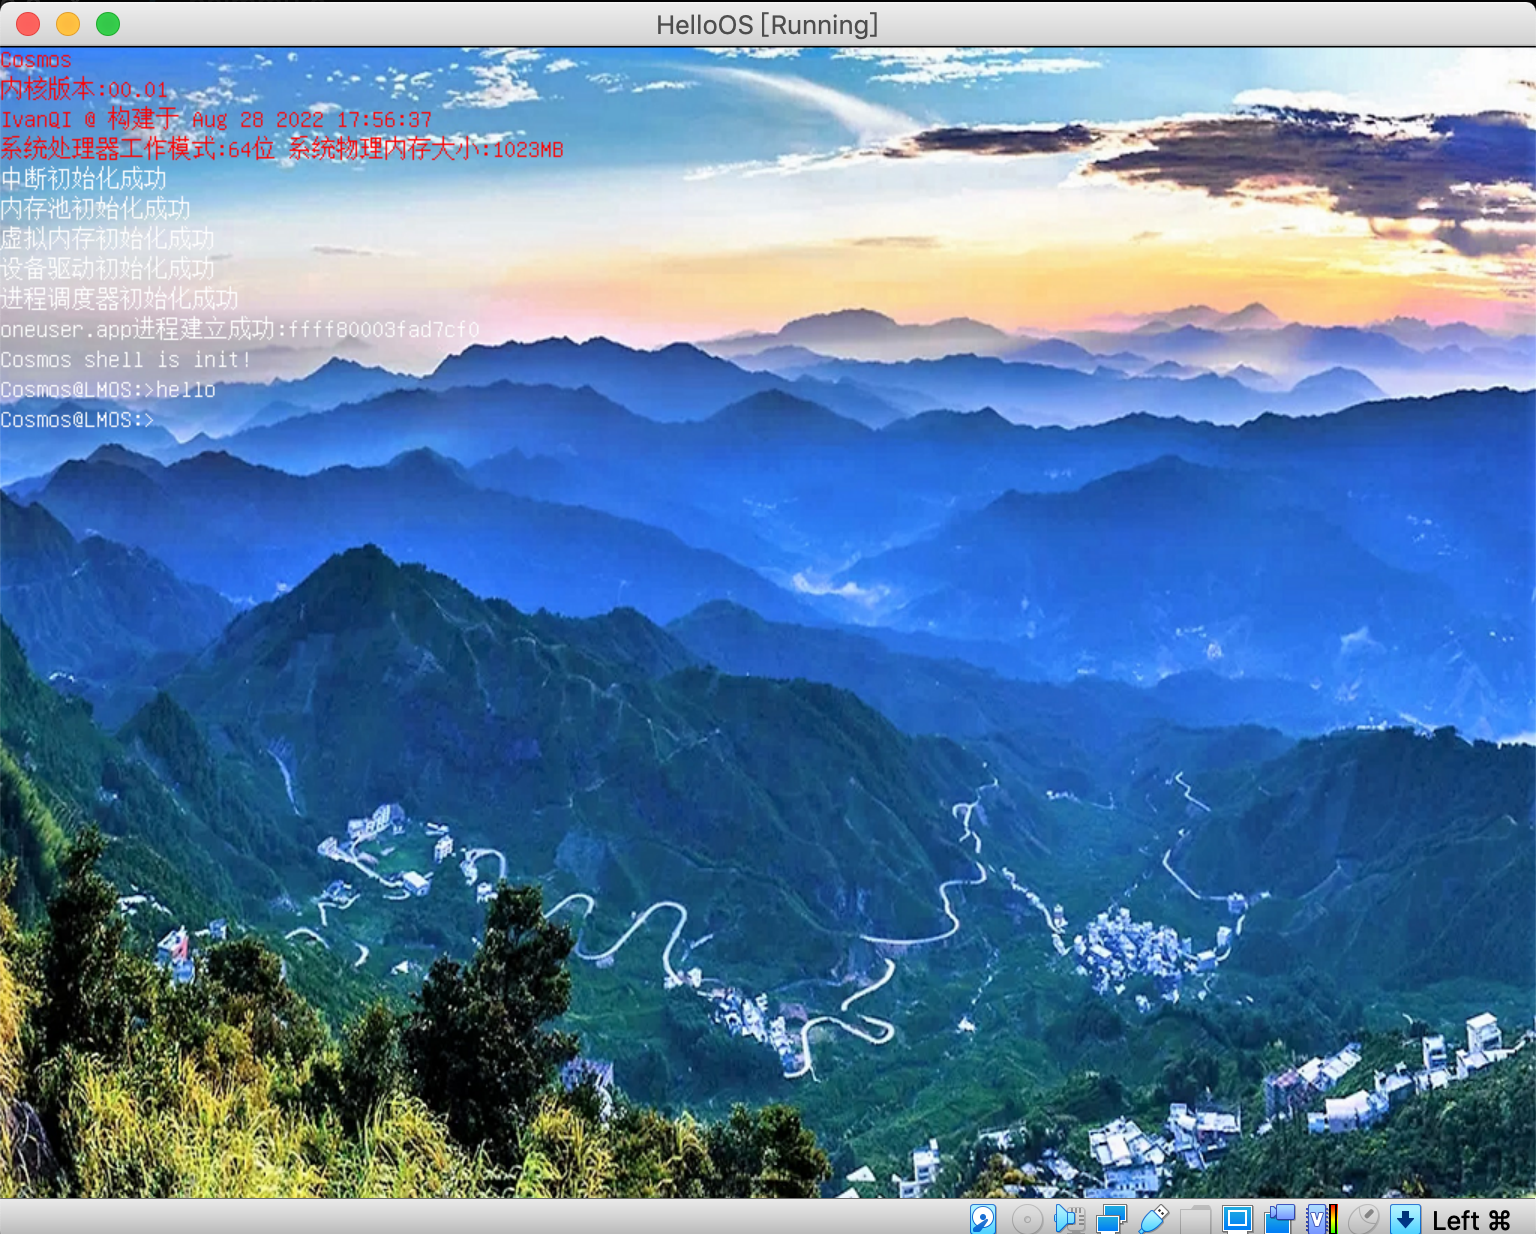 HelloOS [Running]
Cosmos
内核版本:00.01
IvanQI @ 构建于 Aug 28 2022 17:56:37
系统处理器工作模式:64位 系统物理内存大小:1023MB
中断初始化成功
内存池初始化成功
虚拟内存初始化成功
设备驱动初始化成功
进程调度器初始化成功
oneuser.app进程建立成功:ffff80003fad7cf0
Cosmos shell is init!
Cosmos@LMOS:>hello
Cosmos@LMOS:>
Left ⌘